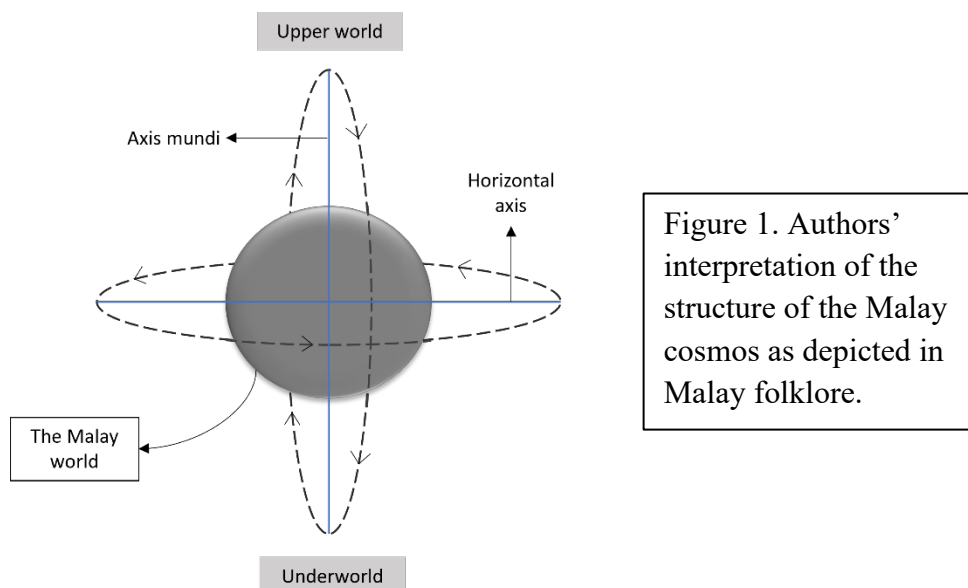 Upper world
Axis mundi
Horizontal
axis
The Malay
world
Underworld
Figure 1. Authors’
interpretation of the
structure of the Malay
cosmos as depicted in
Malay folklore.